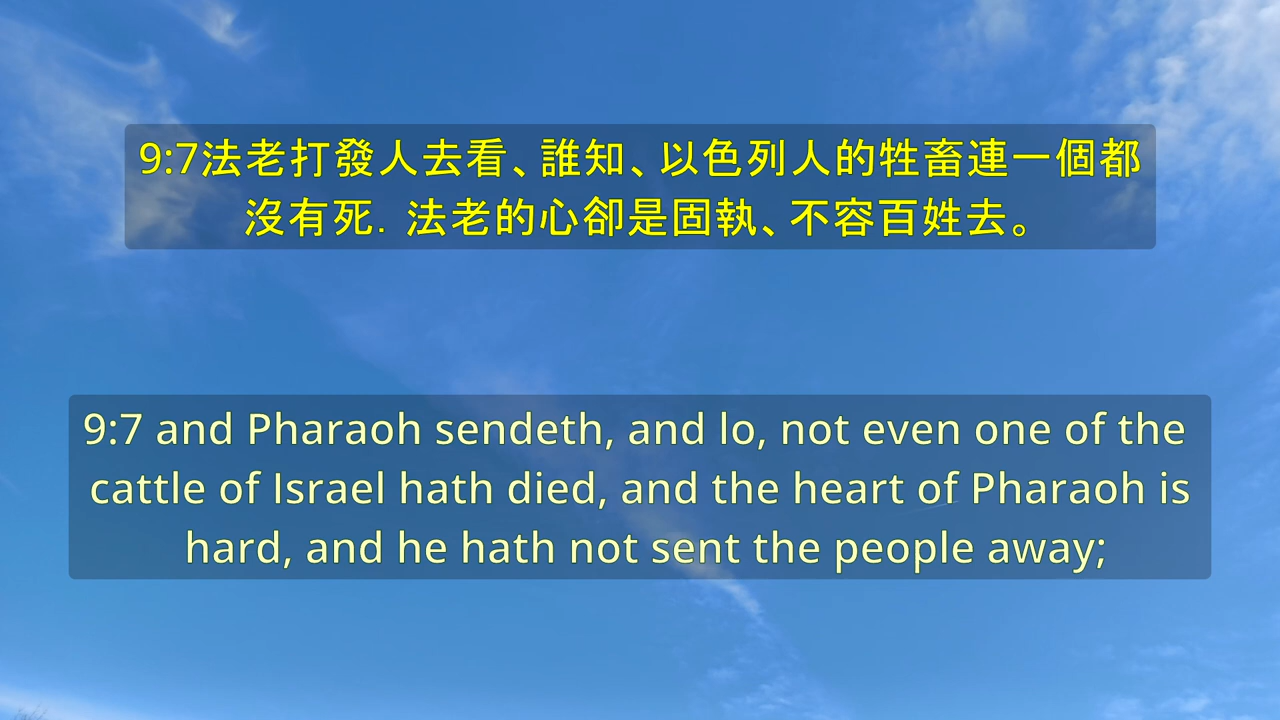 9:7法老打發人去看、誰知、以色列人的牲畜連一個都
沒有死. 法老的心卻是固執、不容百姓去。
9:7 and Pharaoh sendeth, and lo, not even one of the
cattle of Israel hath died, and the heart of Pharaoh is
hard, and he hath not sent the people away;